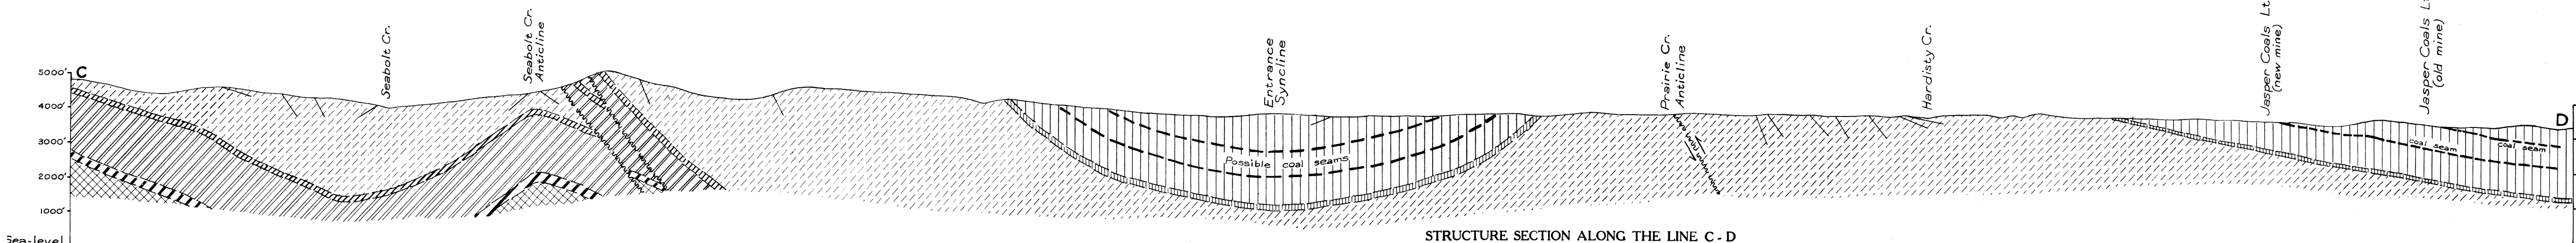 Seabolt Cr.
Seabolt Cr.
Anticline
Entrance
Syncline
Prairie Cr.
Anticline
Hardisty Cr.
Jasper Coals Lt
(new mine)
Jasper Coals L
(old mine)
5000'
C
4000'
3000'
2000'
1000'
Sea-level
Possible coal seams
coal seam
coal seam
D
STRUCTURE SECTION ALONG THE LINE C - D